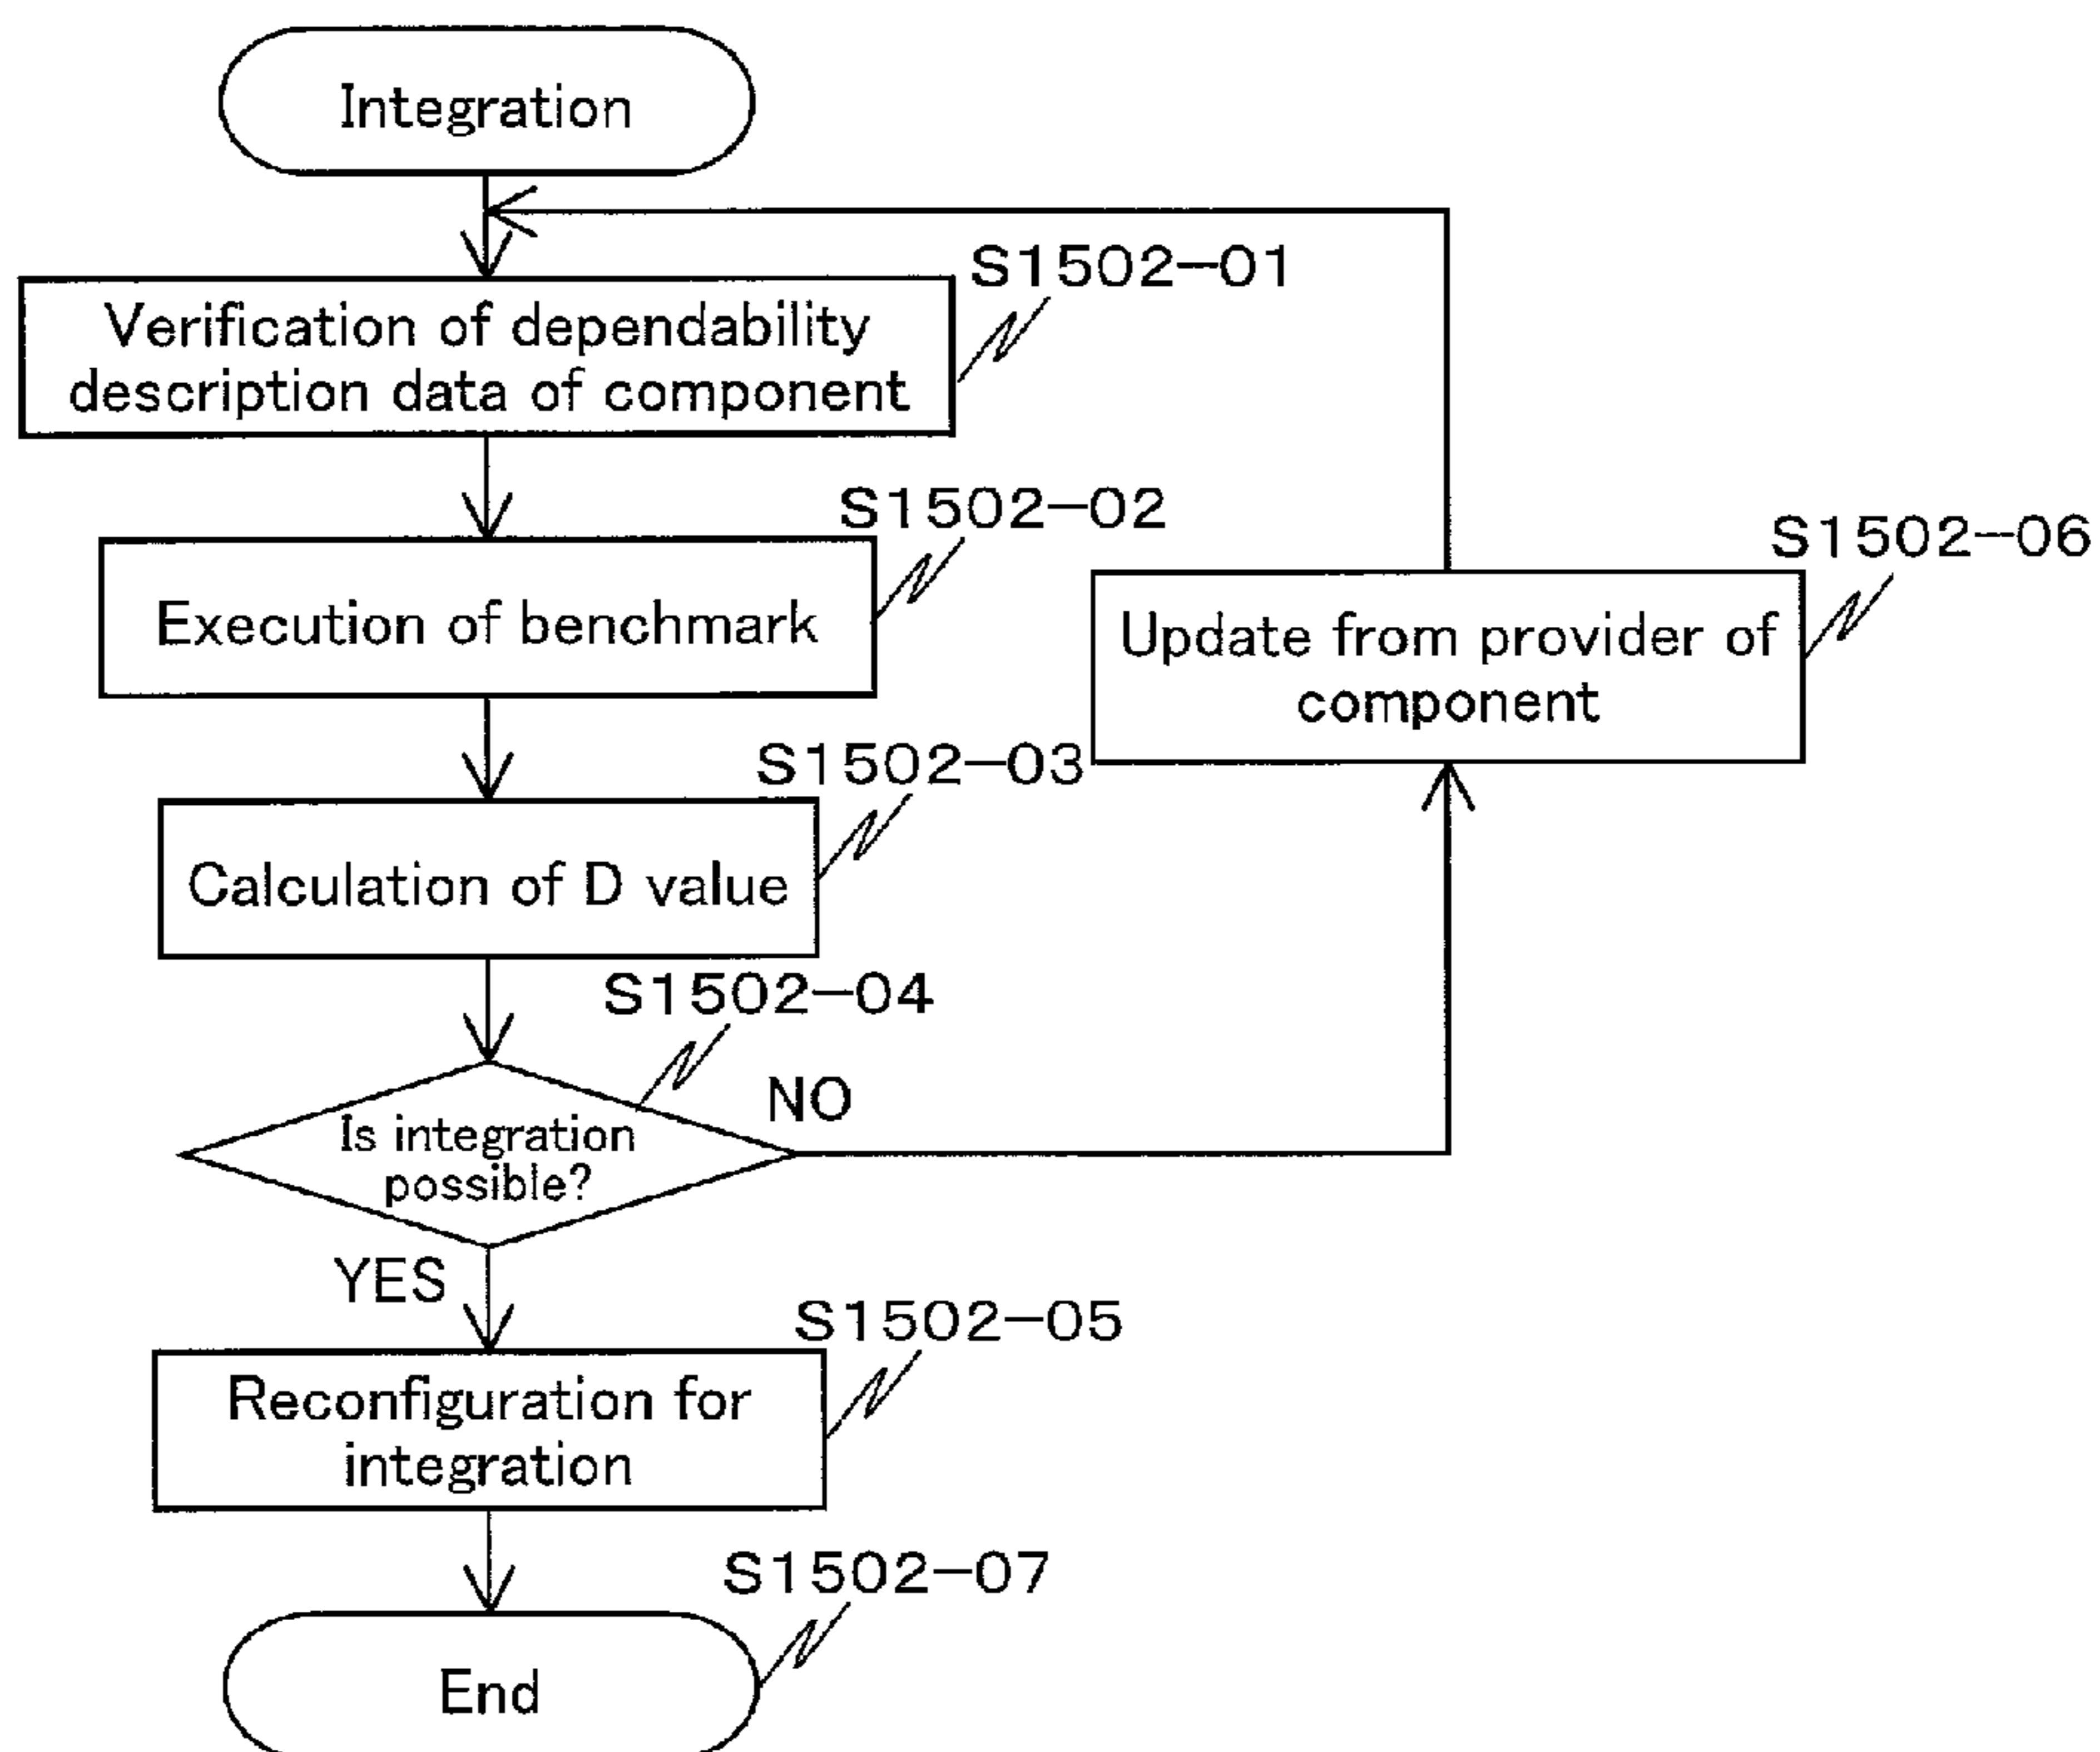 Integration
S1502-01
Verification of dependability
description data of component
S1502-02
Execution of benchmark
S1502-06
Update from provider of
component
S1502-03
Calculation of D value
S1502-04
Is integration
possible?
NO
YES
S1502-05
Reconfiguration for
integration
S1502-07
End